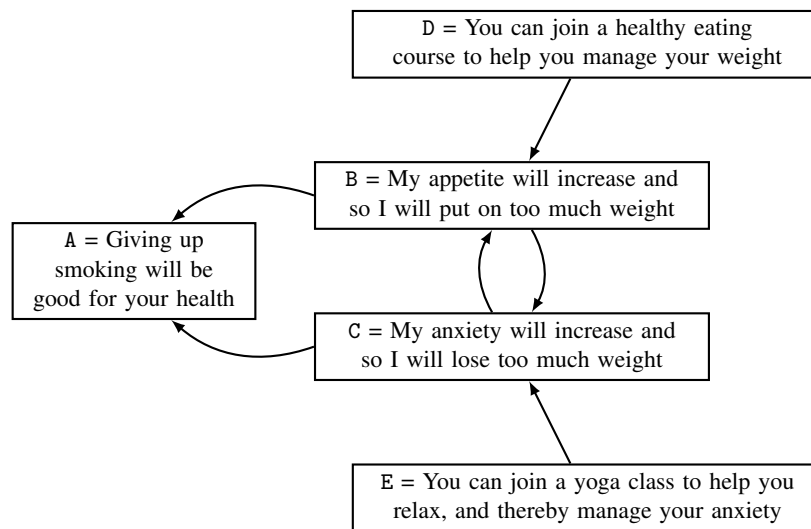 D = You can join a healthy eating
course to help you manage your weight
B = My appetite will increase and
so I will put on too much weight
A = Giving up
smoking will be
good for your health
C = My anxiety will increase and
so I will lose too much weight
E = You can join a yoga class to help you
relax, and thereby manage your anxiety